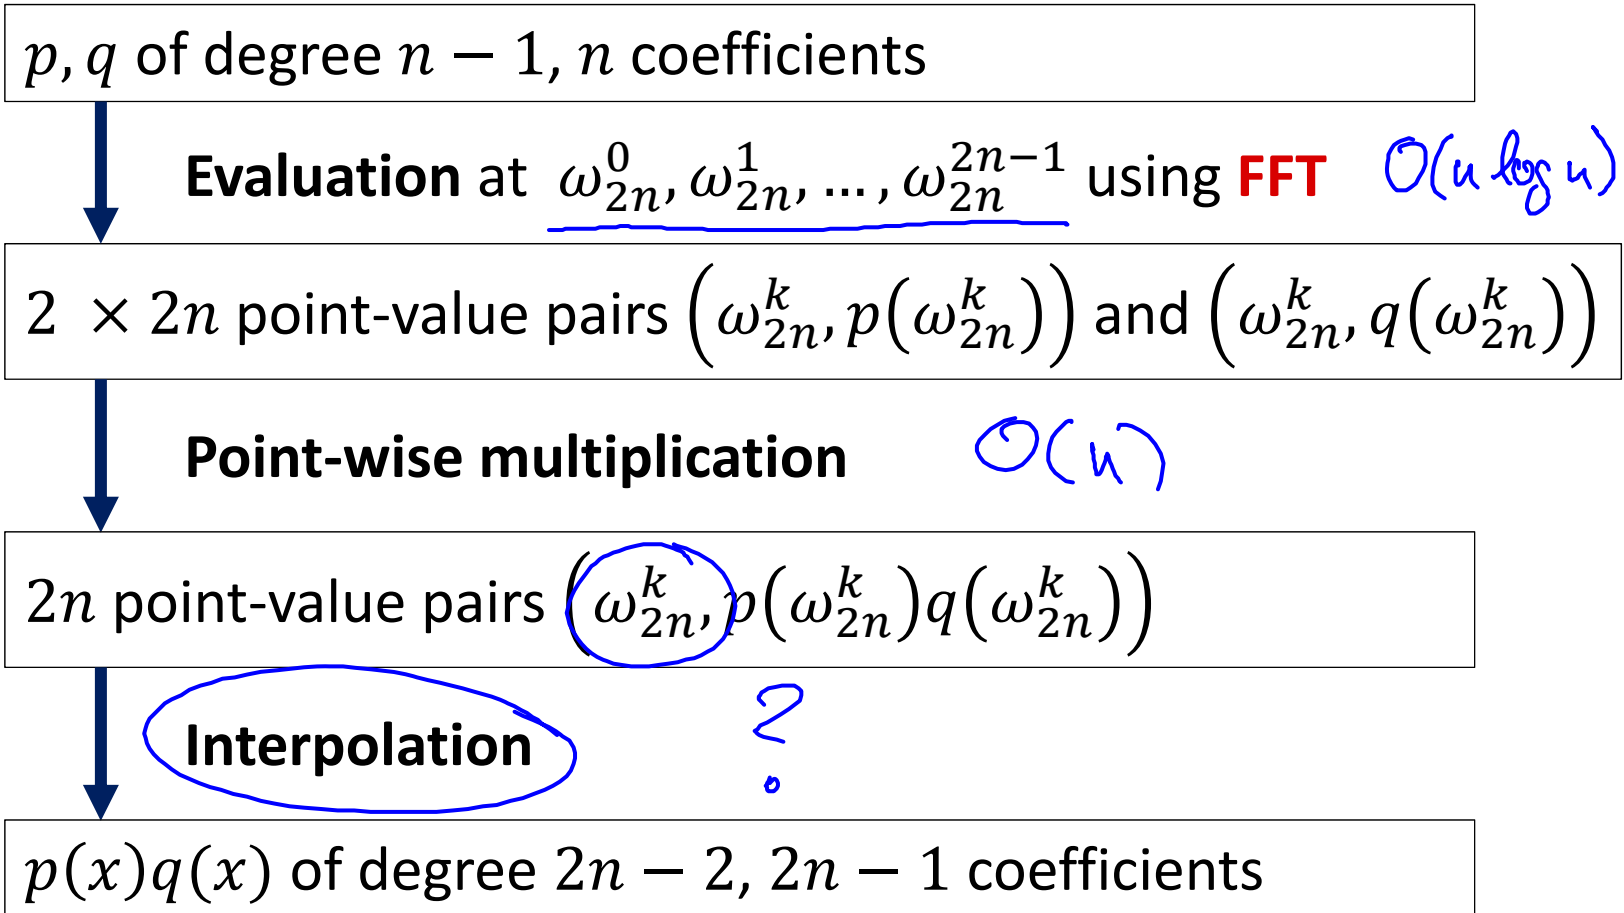 p, q of degree n − 1, n coefficients
Evaluation at ω_{2n}^0, ω_{2n}^1, … , ω_{2n}^{2n−1} using FFT O(n log n)
2 × 2n point-value pairs (ω_{2n}^k, p(ω_{2n}^k)) and (ω_{2n}^k, q(ω_{2n}^k))
Point-wise multiplication O(n)
2n point-value pairs (ω_{2n}^k, p(ω_{2n}^k)q(ω_{2n}^k))
Interpolation ?
p(x)q(x) of degree 2n − 2, 2n − 1 coefficients